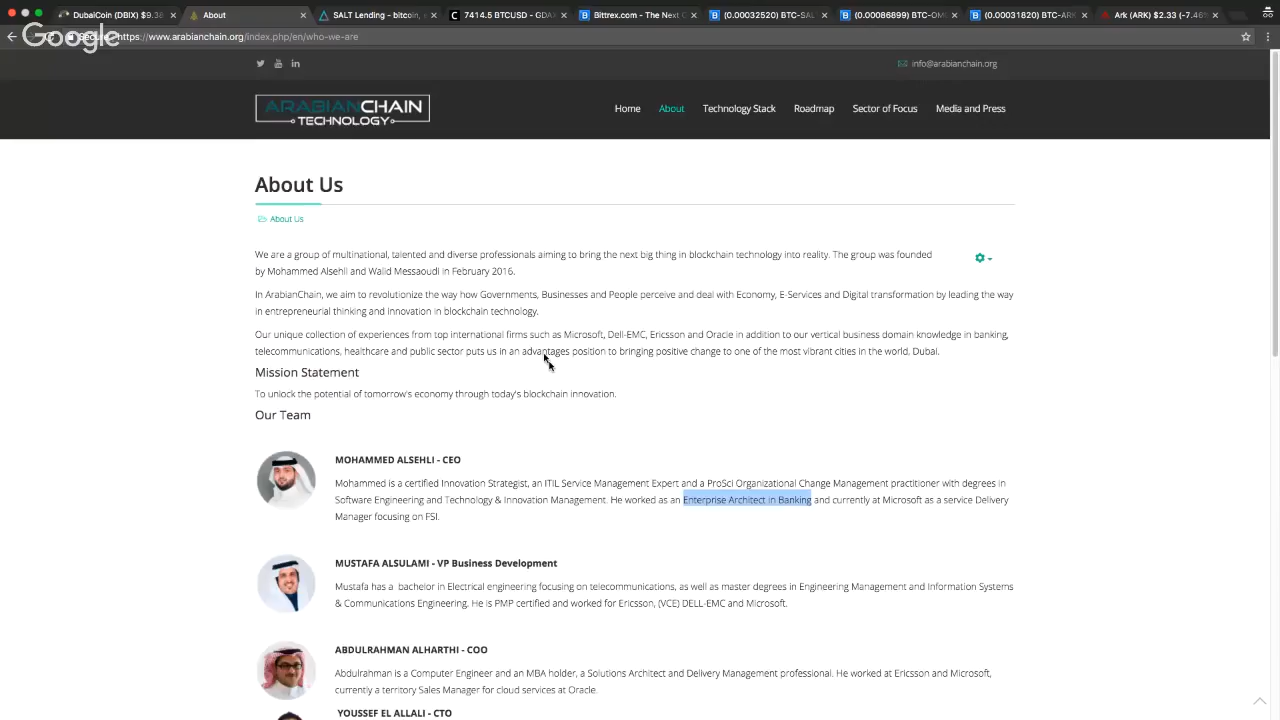 DubaiCoin (DBIX) $9.38
About
SALT Lending - bitcoin,
7414.5 BTCUSD - GDA
Bittrex.com - The Next C
(0.00032520) BTC-SAL
(0.00086899) BTC-OM
(0.00031820) BTC-ARK
Ark (ARK) $2.33 (-7.46%
Google
Secure https://www.arabianchain.org/index.php/en/who-we-are
info@arabianchain.org
ARABIANCHAIN
TECHNOLOGY
Home About Technology Stack Roadmap Sector of Focus Media and Press
About Us
About Us
We are a group of multinational, talented and diverse professionals aiming to bring the next big thing in blockchain technology into reality. The group was founded
by Mohammed Alsehli and Walid Messaoudi in February 2016.
In ArabianChain, we aim to revolutionize the way how Governments, Businesses and People perceive and deal with Economy, E-Services and Digital transformation by leading the way
in entrepreneurial thinking and innovation in blockchain technology.
Our unique collection of experiences from top international firms such as Microsoft, Dell-EMC, Ericsson and Oracle in addition to our vertical business domain knowledge in banking,
telecommunications, healthcare and public sector puts us in an advantages position to bringing positive change to one of the most vibrant cities in the world, Dubai.
Mission Statement
To unlock the potential of tomorrow's economy through today's blockchain innovation.
Our Team
MOHAMMED ALSEHLI - CEO
Mohammed is a certified Innovation Strategist, an ITIL Service Management Expert and a ProSci Organizational Change Management practitioner with degrees in
Software Engineering and Technology & Innovation Management. He worked as an Enterprise Architect in Banking and currently at Microsoft as a service Delivery
Manager focusing on FSI.
MUSTAFA ALSULAMI - VP Business Development
Mustafa has a bachelor in Electrical engineering focusing on telecommunications, as well as master degrees in Engineering Management and Information Systems
& Communications Engineering. He is PMP certified and worked for Ericsson, (VCE) DELL-EMC and Microsoft.
ABDULRAHMAN ALHARTHI - COO
Abdulrahman is a Computer Engineer and an MBA holder, a Solutions Architect and Delivery Management professional. He worked at Ericsson and Microsoft,
currently a territory Sales Manager for cloud services at Oracle.
YOUSSEF EL ALLALI - CTO